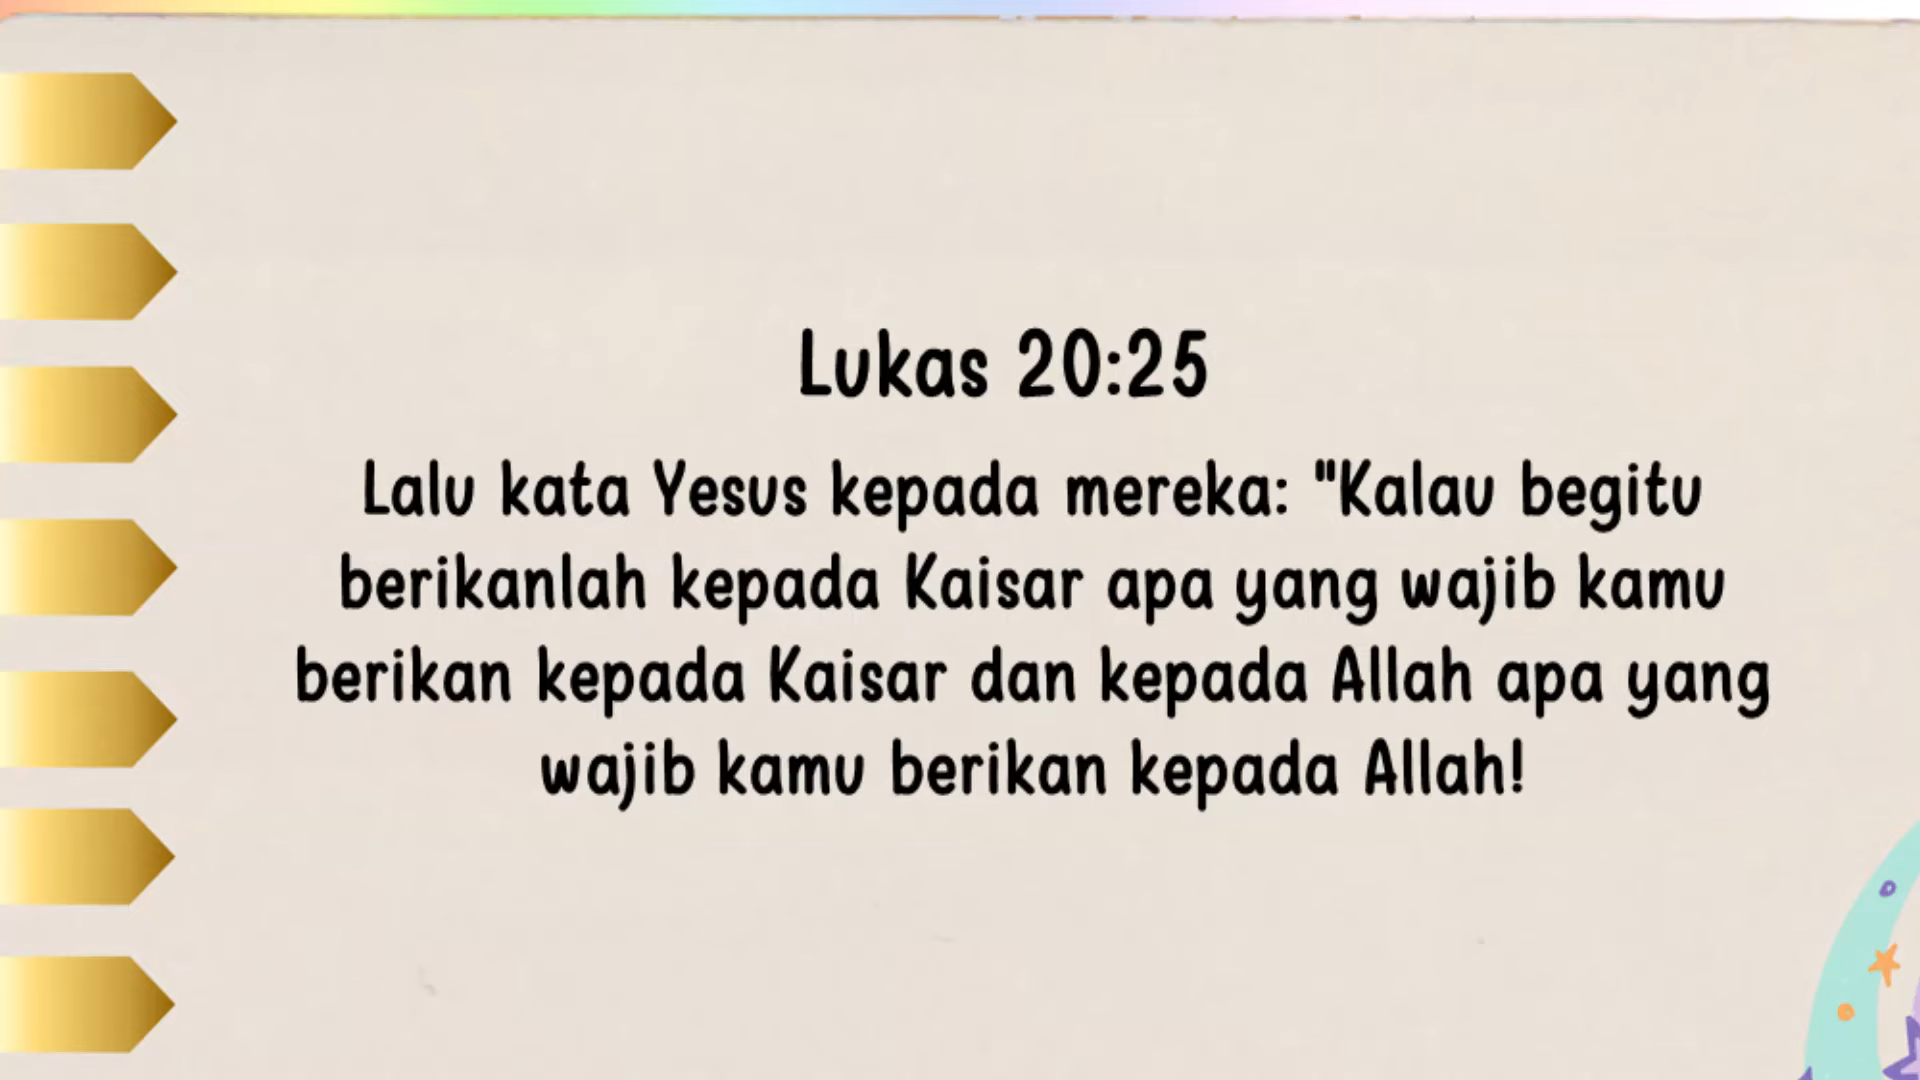 Lukas 20:25
Lalu kata Yesus kepada mereka: "Kalau begitu
berikanlah kepada Kaisar apa yang wajib kamu
berikan kepada Kaisar dan kepada Allah apa yang
wajib kamu berikan kepada Allah!